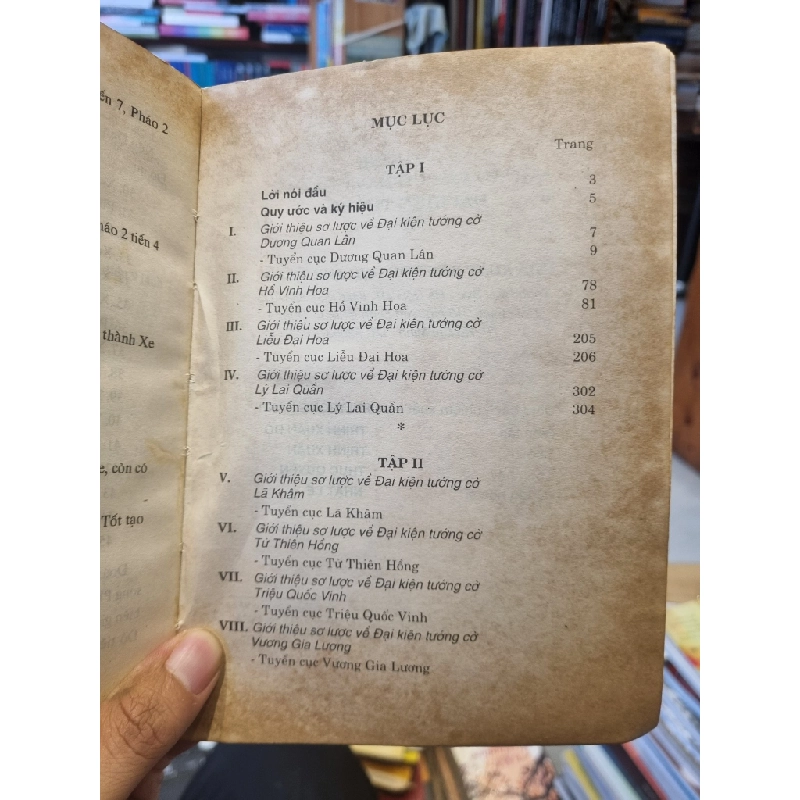 ến 7, Pháo 2
háo 2 tiến 4
thành Xe
e, còn có
Tốt tạo
MỤC LỤC
Trang
TẬP I
Lời nói đầu 3
Quy ước và ký hiệu 5
I. Giới thiệu sơ lược về Đại kiện tướng cờ
Dương Quan Lân 7
- Tuyển cục Dương Quan Lân 9
II. Giới thiệu sơ lược về Đại kiện tướng cờ
Hồ Vinh Hoa 78
- Tuyển cục Hồ Vinh Hoa 81
III. Giới thiệu sơ lược về Đại kiện tướng cờ
Liễu Đại Hoa 205
- Tuyển cục Liễu Đại Hoa 206
IV. Giới thiệu sơ lược về Đại kiện tướng cờ
Lý Lai Quần 302
- Tuyển cục Lý Lai Quần 304
*
TẬP II
V. Giới thiệu sơ lược về Đại kiện tướng cờ
Lã Khâm
- Tuyển cục Lã Khâm
VI. Giới thiệu sơ lược về Đại kiện tướng cờ
Từ Thiên Hồng
- Tuyển cục Từ Thiên Hồng
VII. Giới thiệu sơ lược về Đại kiện tướng cờ
Triệu Quốc Vinh
- Tuyển cục Triệu Quốc Vinh
VIII. Giới thiệu sơ lược về Đại kiện tướng cờ
Vương Gia Lương
- Tuyển cục Vương Gia Lương